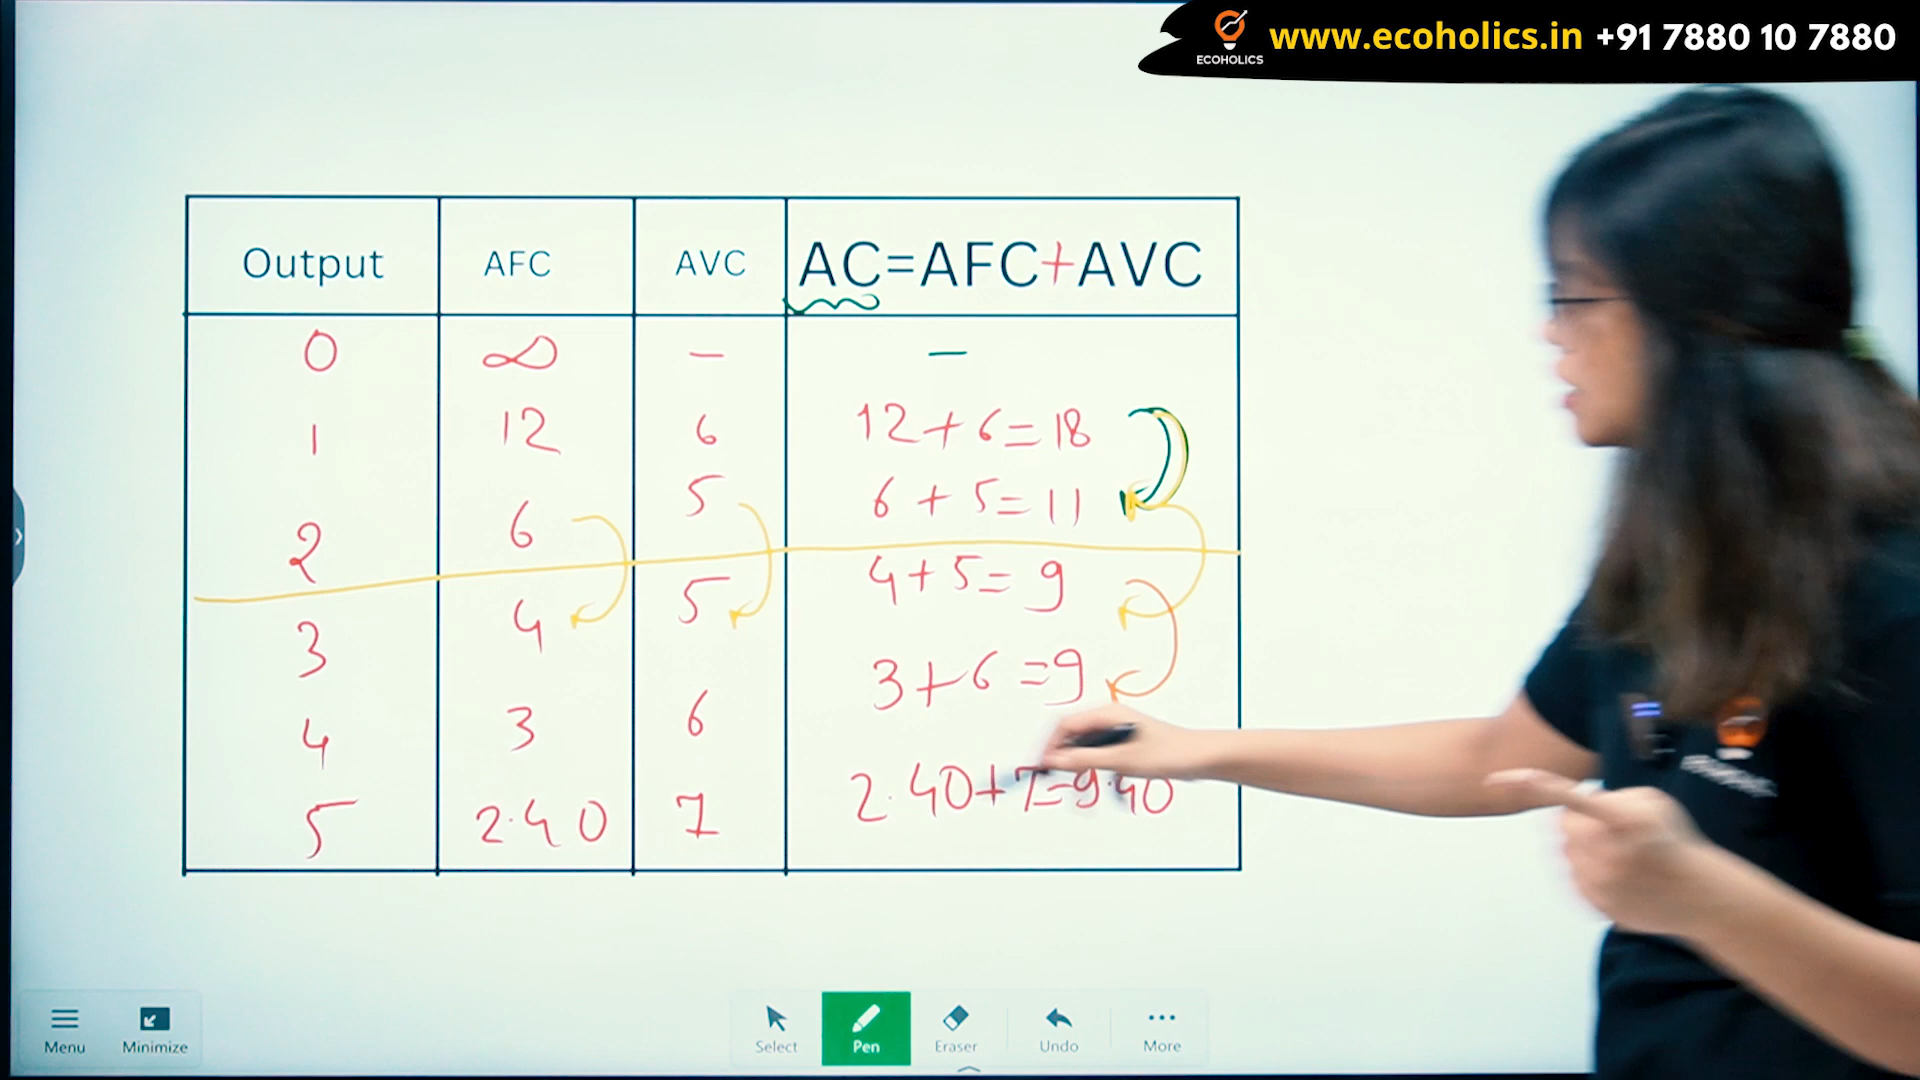 ECOHOLICS
www.ecoholics.in +91 7880 10 7880
Output AFC AVC AC=AFC+AVC
0 ∞ — —
1 12 6 12+6=18
2 6 5 6+5=11
3 4 5 4+5=9
4 3 6 3+6=9
5 2.40 7 2.40+7=9.40
Menu Minimize Select Pen Eraser Undo More